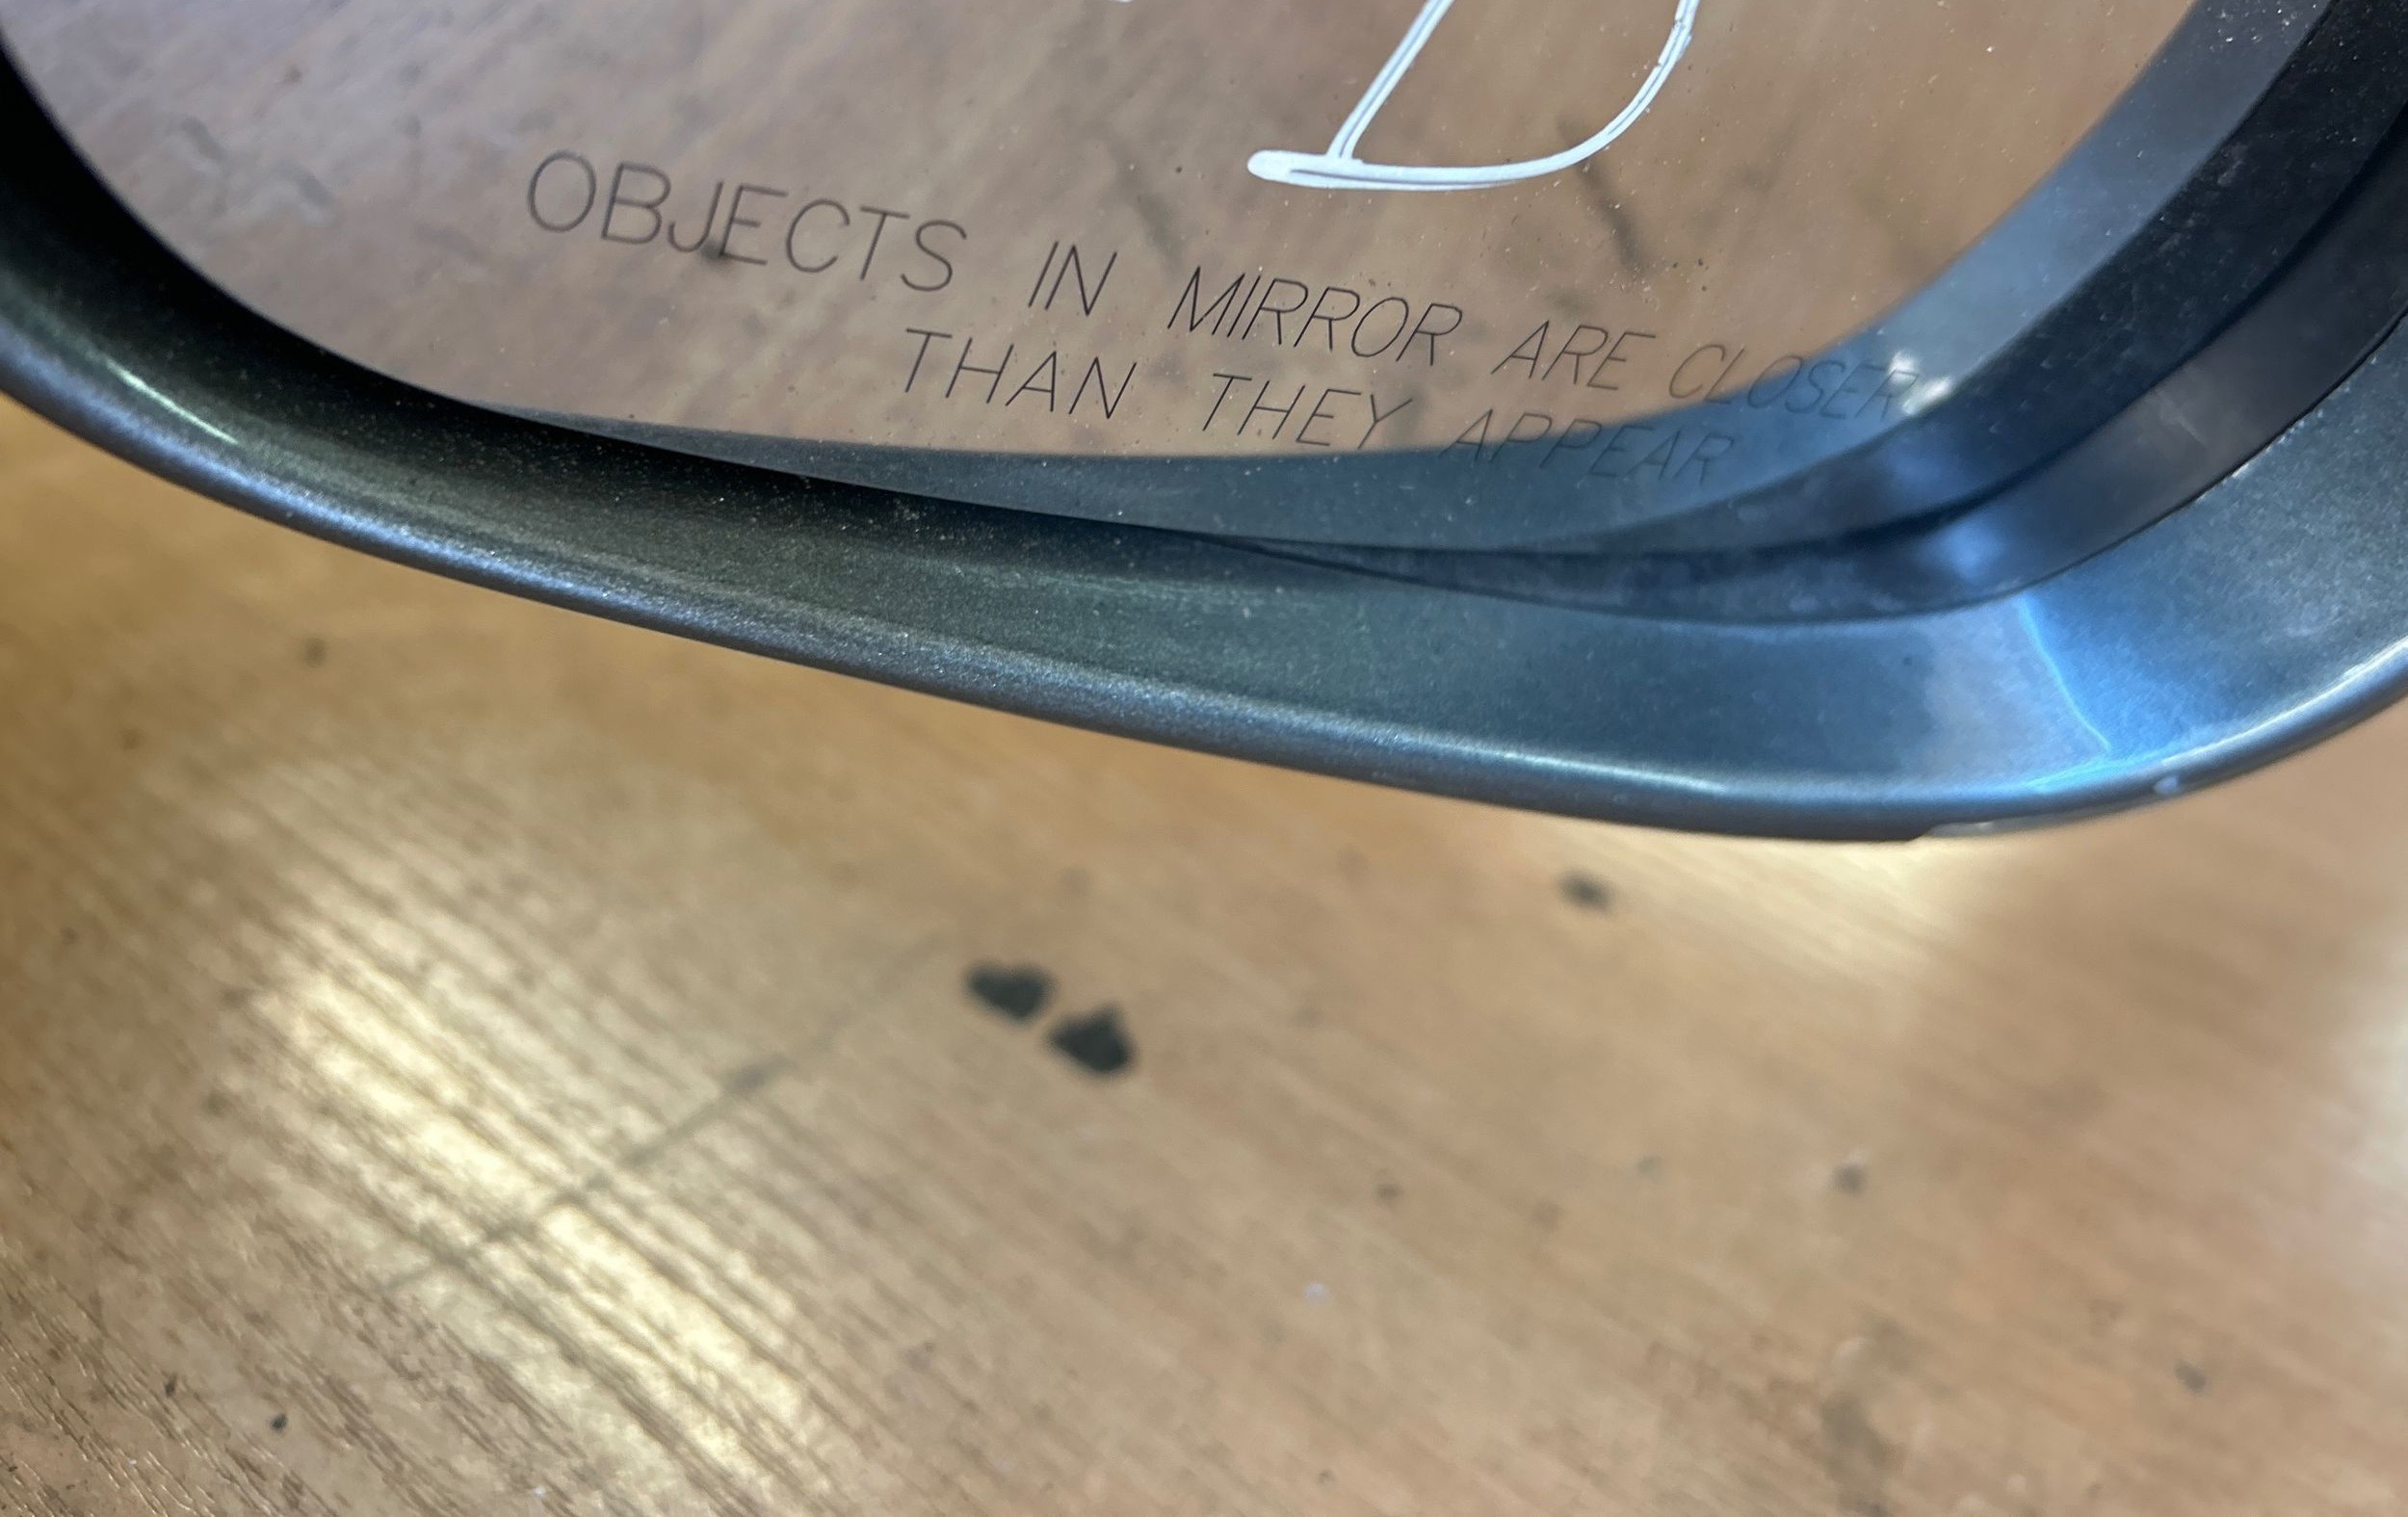 D
OBJECTS IN MIRROR ARE CLOSER
THAN THEY APPEAR